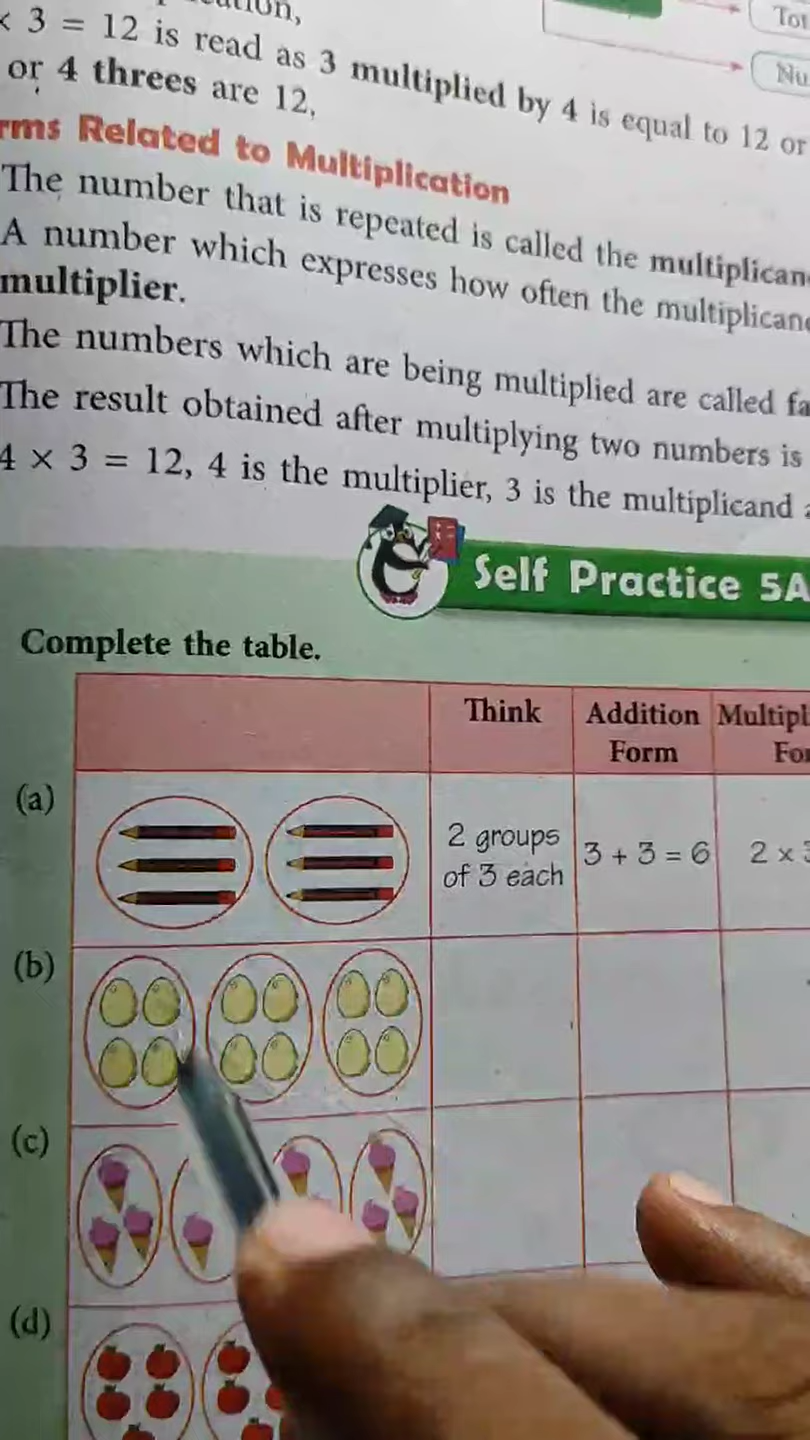 × 3 = 12 is read as 3 multiplied by 4 is equal to 12 or
or 4 threes are 12,
Related to Multiplication
The number that is repeated is called the
A number which expresses how often the
multiplier.
The numbers which are being multiplied are called
The result obtained after multiplying two numbers is
4 × 3 = 12, 4 is the multiplier, 3 is the multiplicand
Self Practice 5A
Complete the table.
Think Addition Form
(a) 2 groups of 3 each 3 + 3 = 6 2 ×
(b)
(c)
(d)